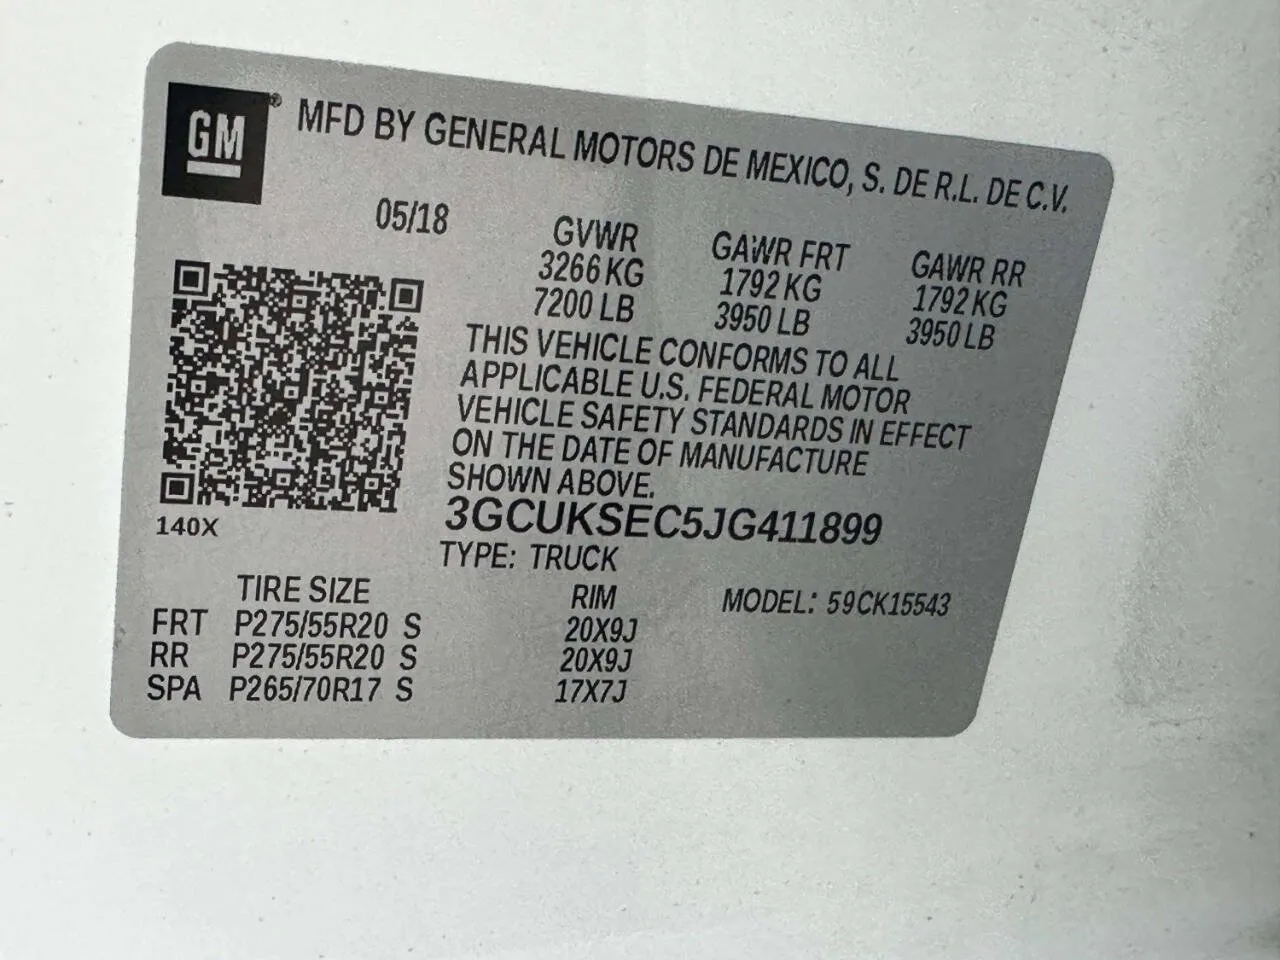 GM® MFD BY GENERAL MOTORS DE MEXICO, S. DE R.L. DE C.V.
05/18
GVWR GAWR FRT GAWR RR
3266 KG 1792 KG 1792 KG
7200 LB 3950 LB 3950 LB
THIS VEHICLE CONFORMS TO ALL
APPLICABLE U.S. FEDERAL MOTOR
VEHICLE SAFETY STANDARDS IN EFFECT
ON THE DATE OF MANUFACTURE
SHOWN ABOVE.
140X
3GCUKSEC5JG411899
TYPE: TRUCK
TIRE SIZE RIM MODEL: 59CK15543
FRT P275/55R20 S 20X9J
RR P275/55R20 S 20X9J
SPA P265/70R17 S 17X7J